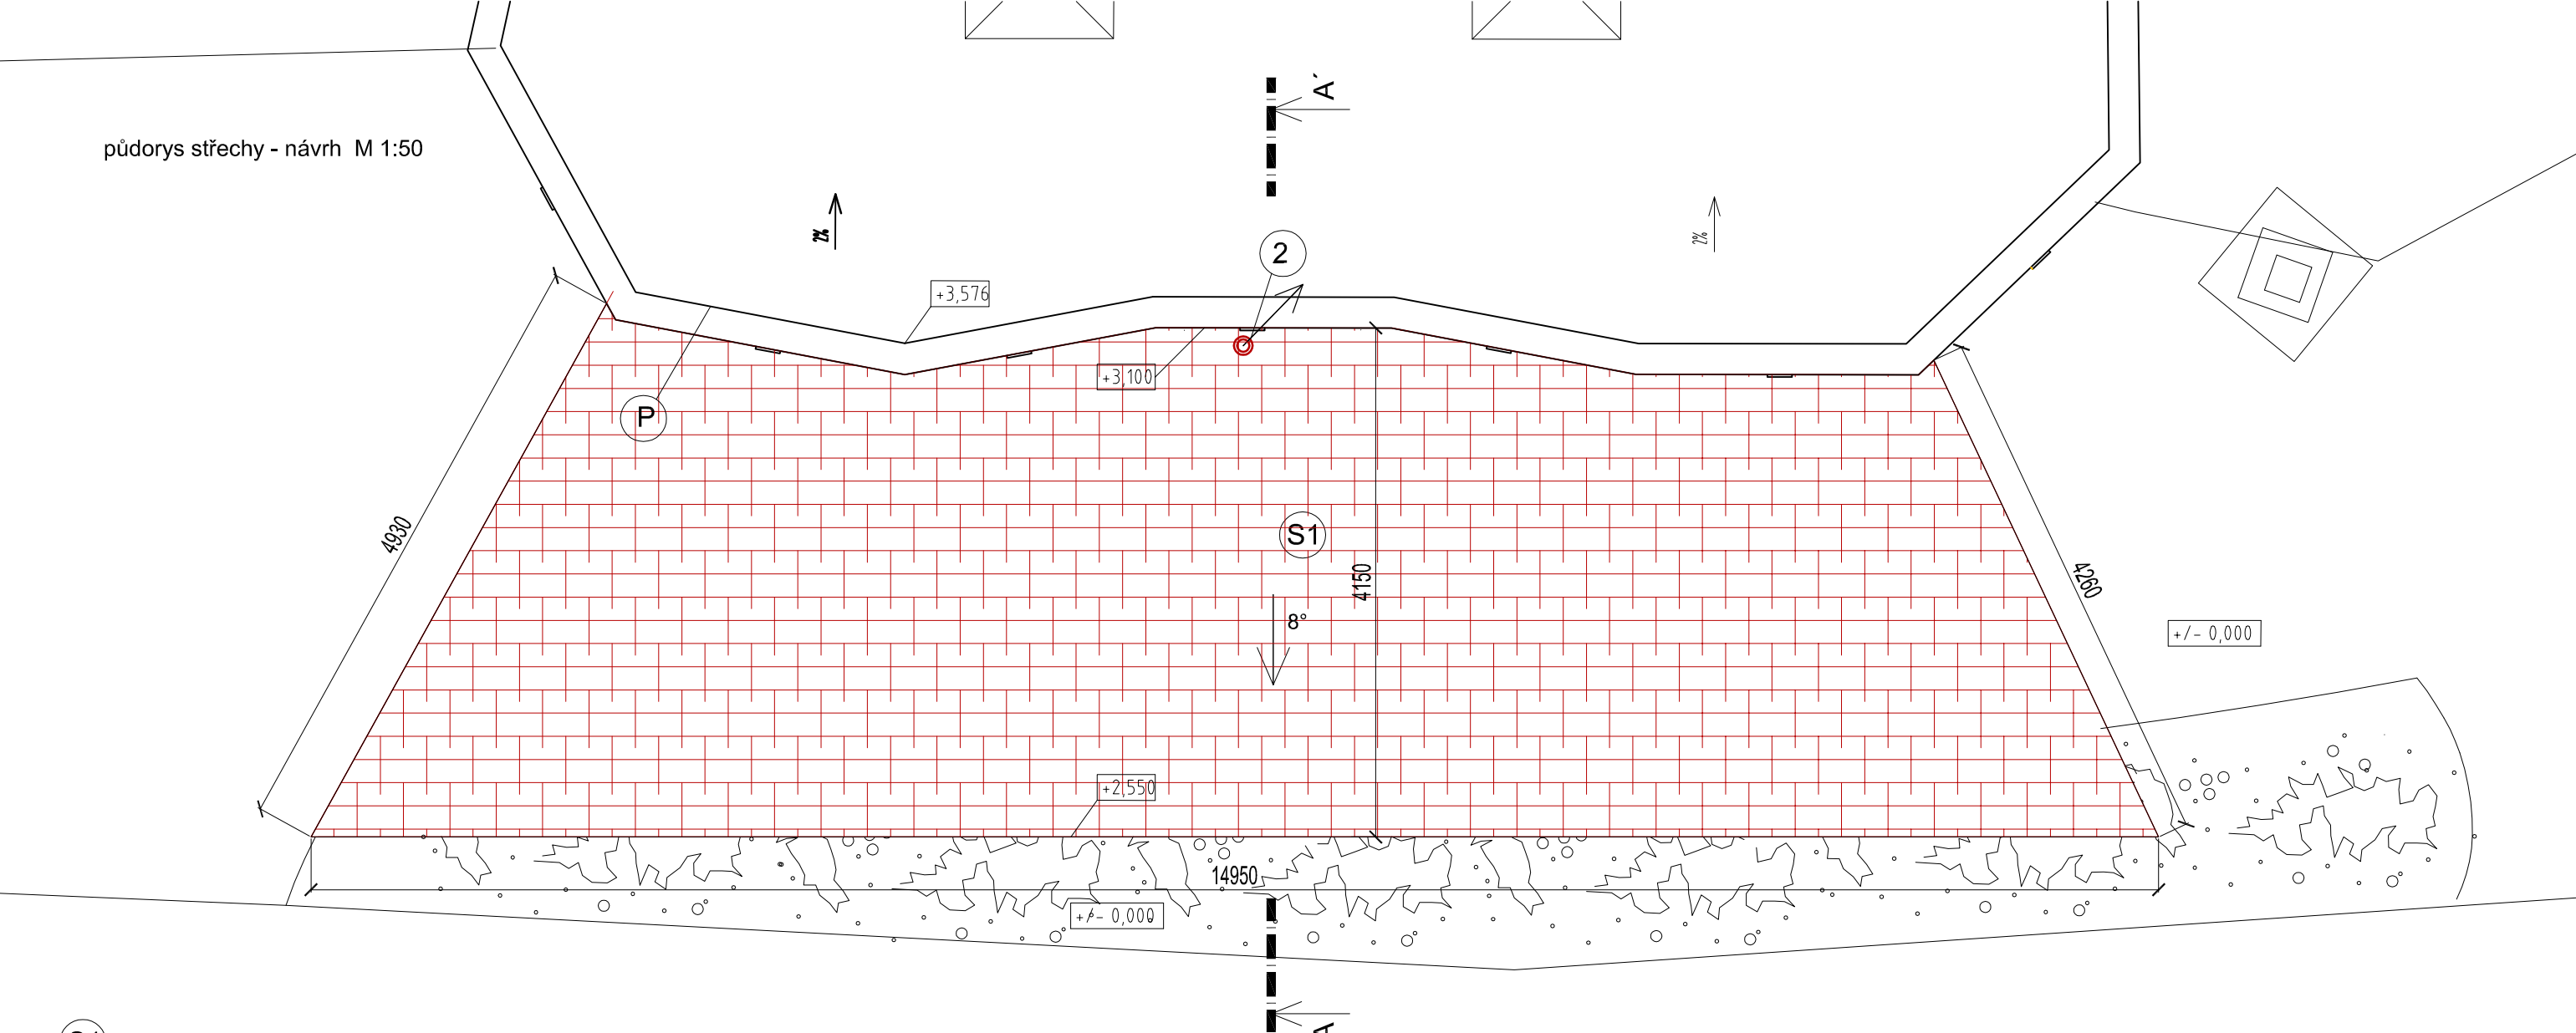 A'
půdorys střechy - návrh M 1:50
2%
2%
2
+3,576
+3,100
P
S1
4930
4150
4260
8°
+/- 0,000
+2,550
14950
+/- 0,000
A